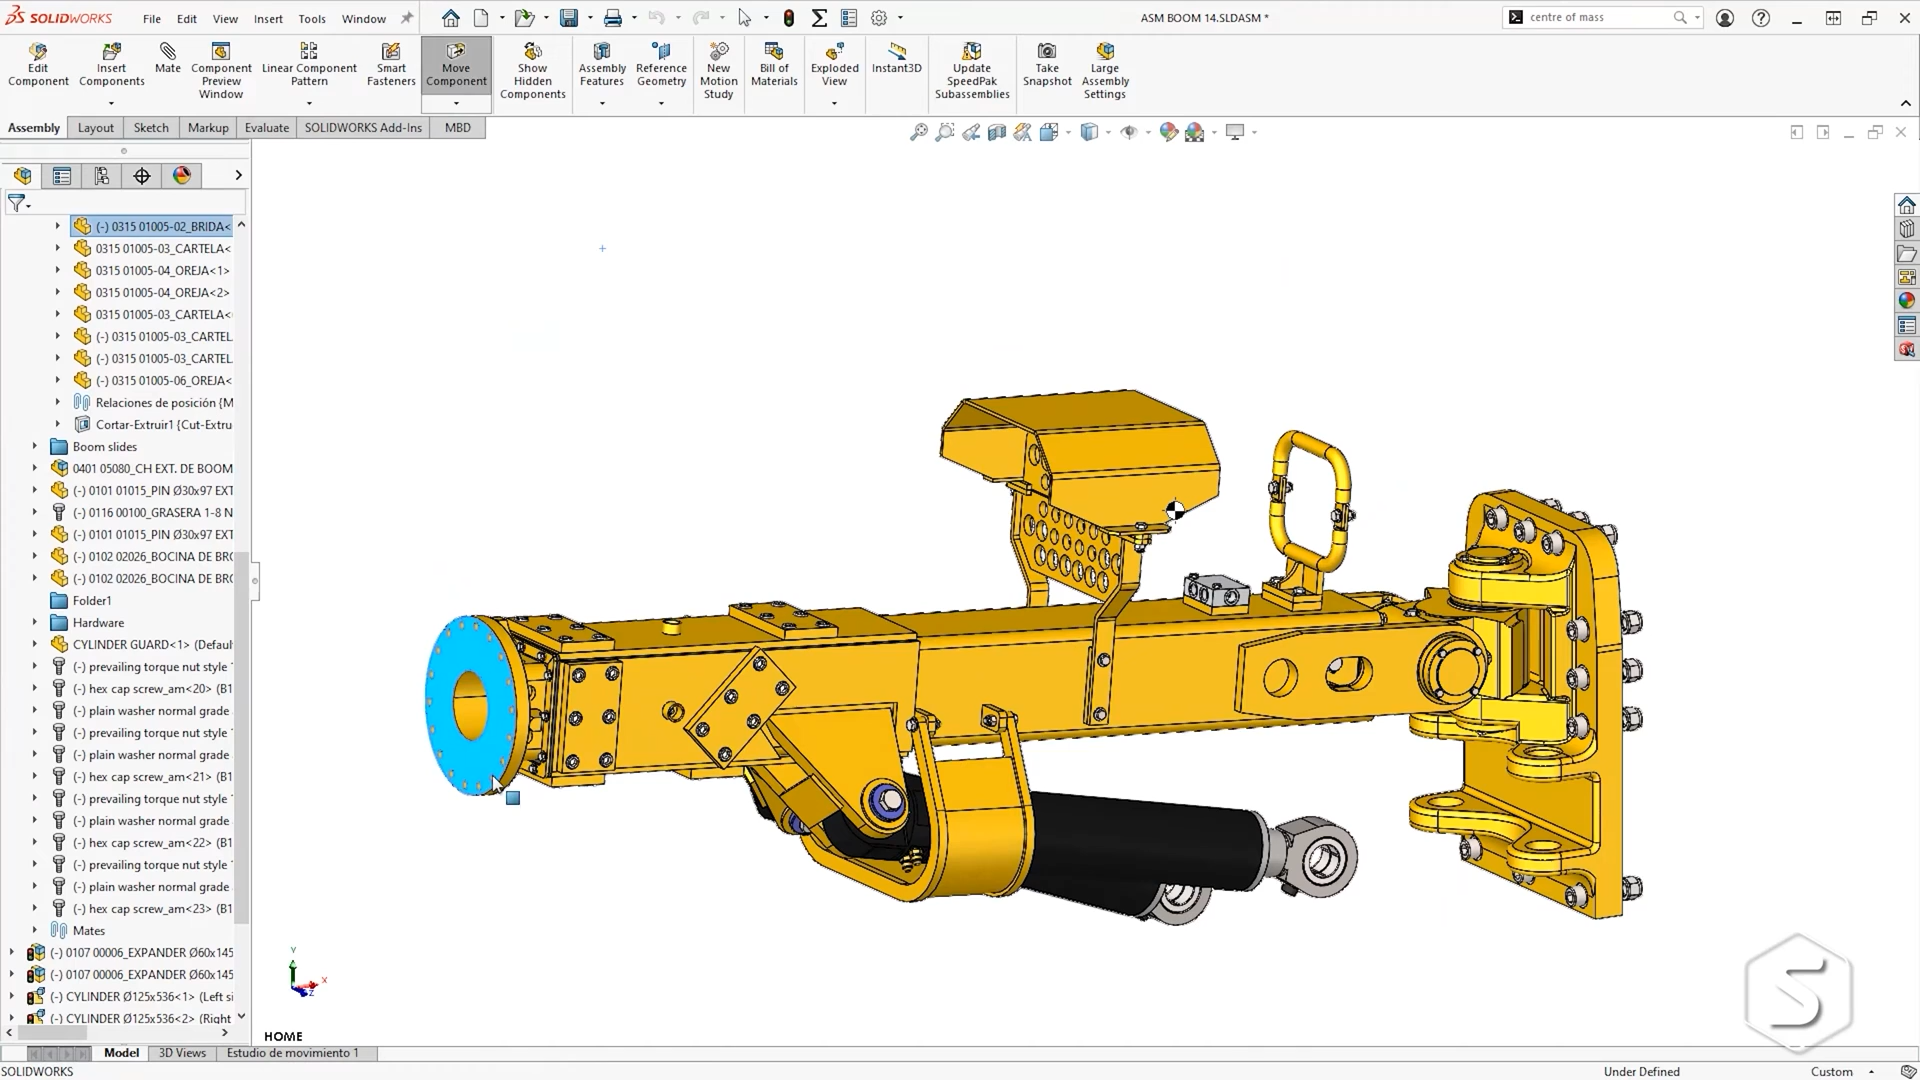 SOLIDWORKS File Edit View Insert Tools Window
ASM BOOM 14.SLDASM *
centre of mass
Edit Component
Insert Components
Mate
Component Preview Window
Linear Component Pattern
Smart Fasteners
Move Component
Show Hidden Components
Assembly Features
Reference Geometry
New Motion Study
Bill of Materials
Exploded View
Instant3D
Update SpeedPak Subassemblies
Take Snapshot
Large Assembly Settings
Assembly Layout Sketch Markup Evaluate SOLIDWORKS Add-Ins MBD
(-) 0315 01005-02_BRIDA<
0315 01005-03_CARTELA<
0315 01005-04_OREJA<1>
0315 01005-04_OREJA<2>
0315 01005-03_CARTELA<
(-) 0315 01005-03_CARTEL
(-) 0315 01005-03_CARTEL
(-) 0315 01005-06_OREJA<
Relaciones de posición {M
Cortar-Extruir1 {Cut-Extru
Boom slides
0401 05080_CH EXT. DE BOOM
(-) 0101 01015_PIN Ø30x97 EXT
(-) 0116 00100_GRASERA 1-8 N
(-) 0101 01015_PIN Ø30x97 EXT
(-) 0102 02026_BOCINA DE BRO
(-) 0102 02026_BOCINA DE BRO
Folder1
Hardware
CYLINDER GUARD<1> (Defaul
(-) prevailing torque nut style
(-) hex cap screw_am<20> (B1
(-) plain washer normal grade
(-) prevailing torque nut style
(-) plain washer normal grade
(-) hex cap screw_am<21> (B1
(-) prevailing torque nut style
(-) plain washer normal grade
(-) hex cap screw_am<22> (B1
(-) prevailing torque nut style
(-) plain washer normal grade
(-) hex cap screw_am<23> (B1
Mates
(-) 0107 00006_EXPANDER Ø60x145
(-) 0107 00006_EXPANDER Ø60x145
(-) CYLINDER Ø125x536<1> (Left si
(-) CYLINDER Ø125x536<2> (Right
Y
X
Z
HOME
S
Model 3D Views Estudio de movimiento 1
SOLIDWORKS
Under Defined
Custom